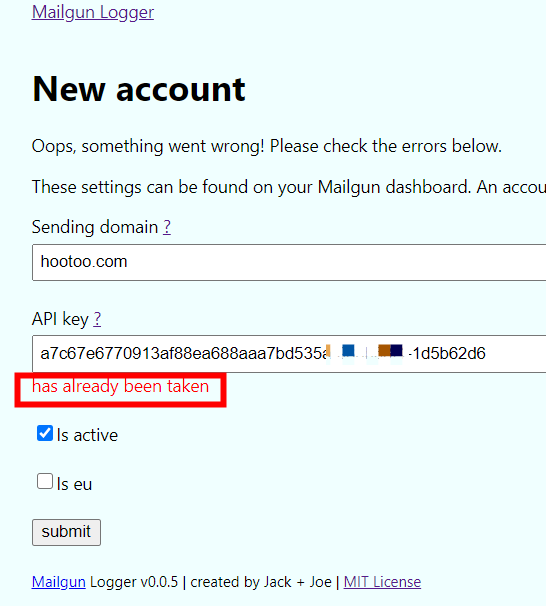 Mailgun Logger
New account
Oops, something went wrong! Please check the errors below.
These settings can be found on your Mailgun dashboard. An accou
Sending domain ?
hootoo.com
API key ?
a7c67e6770913af88ea688aaa7bd535a -1d5b62d6
has already been taken
Is active
Is eu
submit
Mailgun Logger v0.0.5 | created by Jack + Joe | MIT License